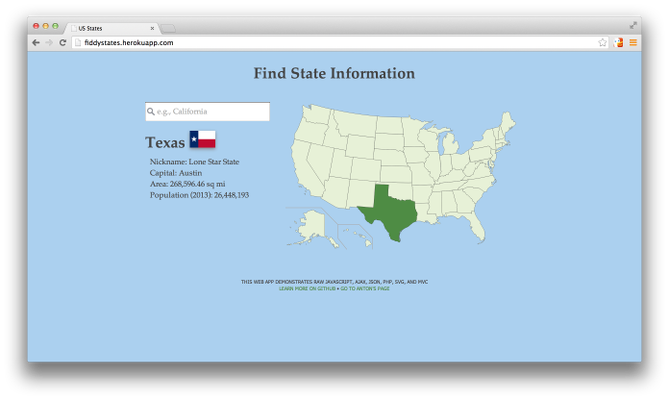 US States
fiddystates.herokuapp.com
Find State Information
e.g., California
Texas
Nickname: Lone Star State
Capital: Austin
Area: 268,596.46 sq mi
Population (2013): 26,448,193
THIS WEB APP DEMONSTRATES RAW JAVASCRIPT, AJAX, JSON, PHP, SVG, AND MVC
LEARN MORE ON GITHUB • GO TO ANTON'S PAGE